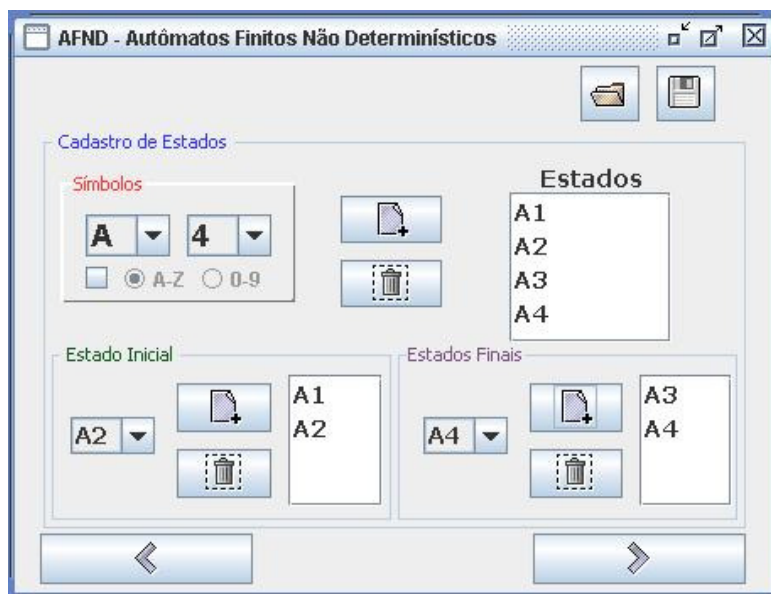 AFND - Autômatos Finitos Não Determinísticos
Cadastro de Estados
Símbolos
A 4
A-Z 0-9
Estados
A1
A2
A3
A4
Estado Inicial
A2
A1
A2
Estados Finais
A4
A3
A4